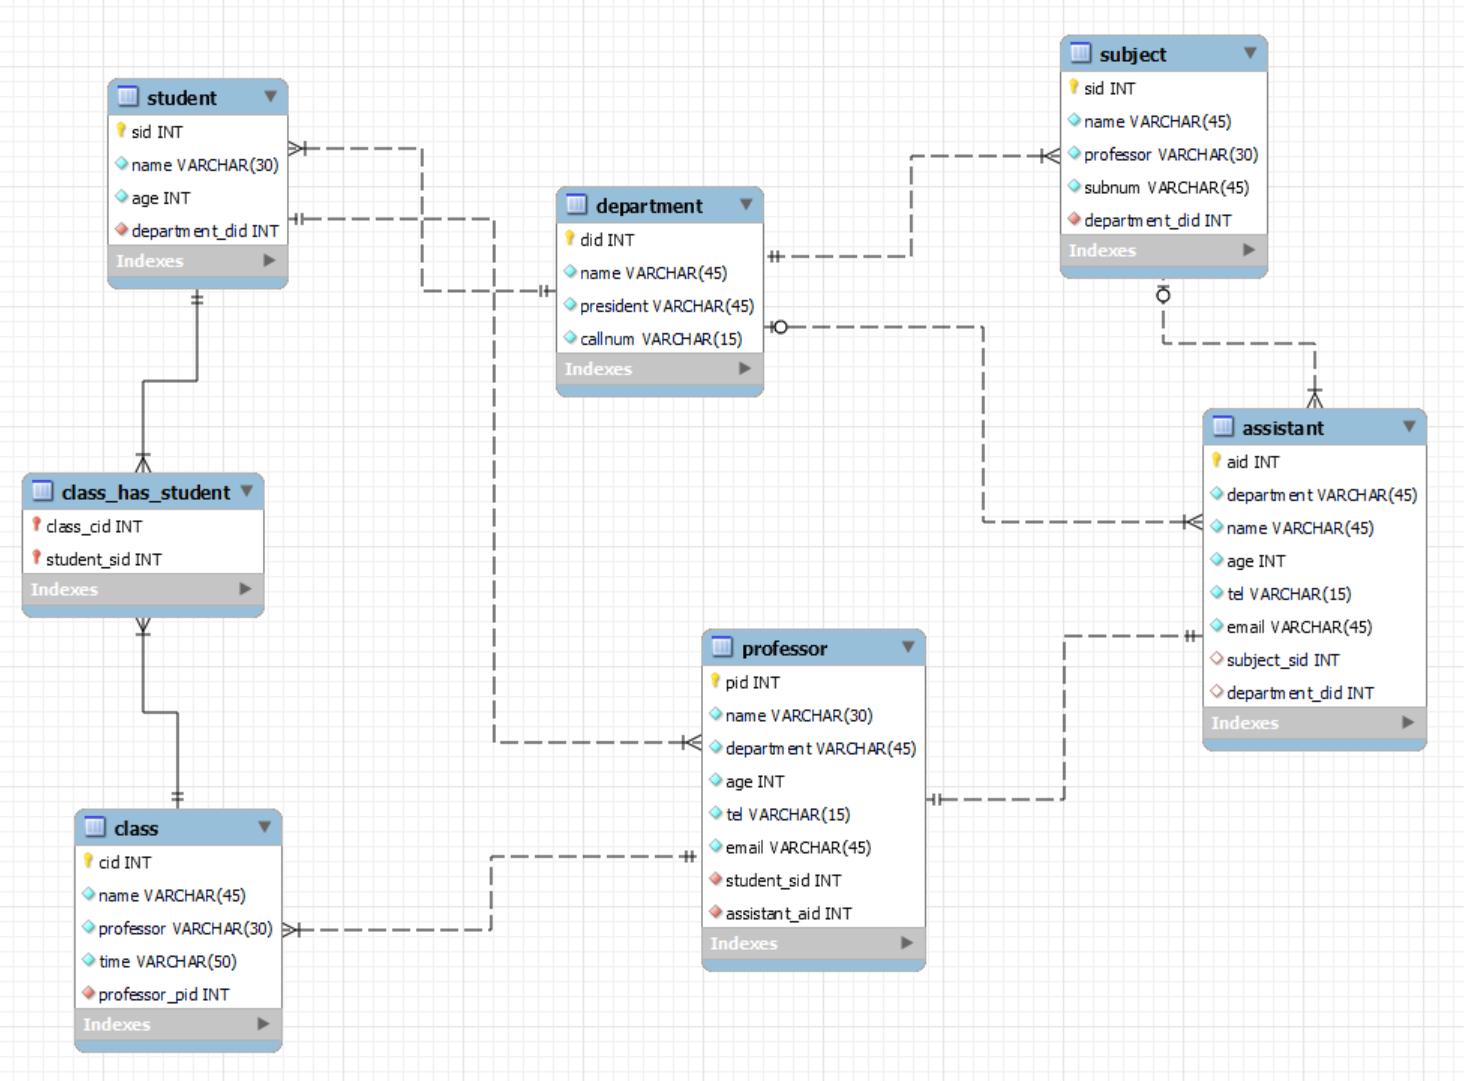 student
sid INT
name VARCHAR(30)
age INT
department_did INT
Indexes
department
did INT
name VARCHAR(45)
president VARCHAR(45)
callnum VARCHAR(15)
Indexes
subject
sid INT
name VARCHAR(45)
professor VARCHAR(30)
subnum VARCHAR(45)
department_did INT
Indexes
class_has_student
class_cid INT
student_sid INT
Indexes
assistant
aid INT
department VARCHAR(45)
name VARCHAR(45)
age INT
tel VARCHAR(15)
email VARCHAR(45)
subject_sid INT
department_did INT
Indexes
professor
pid INT
name VARCHAR(30)
department VARCHAR(45)
age INT
tel VARCHAR(15)
email VARCHAR(45)
student_sid INT
assistant_aid INT
Indexes
class
cid INT
name VARCHAR(45)
professor VARCHAR(30)
time VARCHAR(50)
professor_pid INT
Indexes